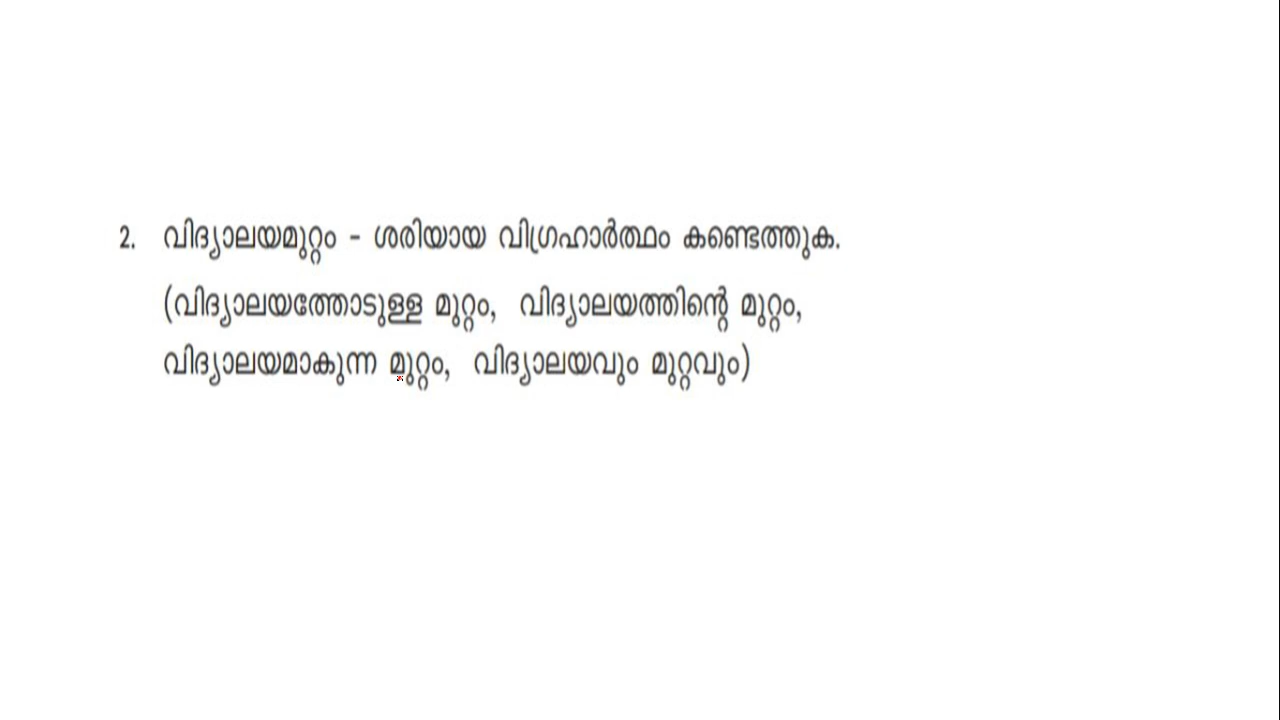 2. വിദ്യാലയമുറ്റം - ശരിയായ വിഗ്രഹാർത്ഥം കണ്ടെത്തുക.
(വിദ്യാലയത്തോടുള്ള മുറ്റം, വിദ്യാലയത്തിന്റെ മുറ്റം,
വിദ്യാലയമാകുന്ന മുറ്റം, വിദ്യാലയവും മുറ്റവും)